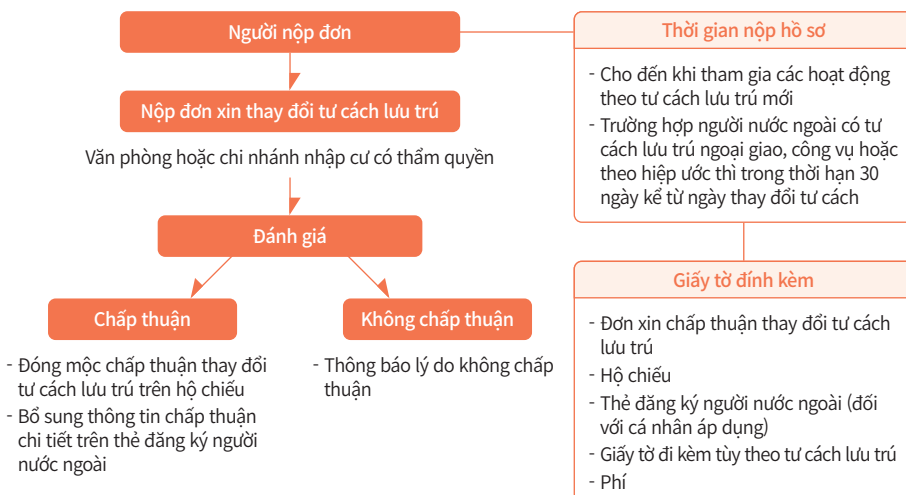 Người nộp đơn
Nộp đơn xin thay đổi tư cách lưu trú
Văn phòng hoặc chi nhánh nhập cư có thẩm quyền
Đánh giá
Chấp thuận
- Đóng mộc chấp thuận thay đổi
tư cách lưu trú trên hộ chiếu
- Bổ sung thông tin chấp thuận
chi tiết trên thẻ đăng ký người
nước ngoài
Không chấp thuận
- Thông báo lý do không chấp
thuận
Thời gian nộp hồ sơ
- Cho đến khi tham gia các hoạt động
theo tư cách lưu trú mới
- Trường hợp người nước ngoài có tư
cách lưu trú ngoại giao, công vụ hoặc
theo hiệp ước thì trong thời hạn 30
ngày kể từ ngày thay đổi tư cách
Giấy tờ đính kèm
- Đơn xin chấp thuận thay đổi tư cách
lưu trú
- Hộ chiếu
- Thẻ đăng ký người nước ngoài (đối
với cá nhân áp dụng)
- Giấy tờ đi kèm tùy theo tư cách lưu trú
- Phí